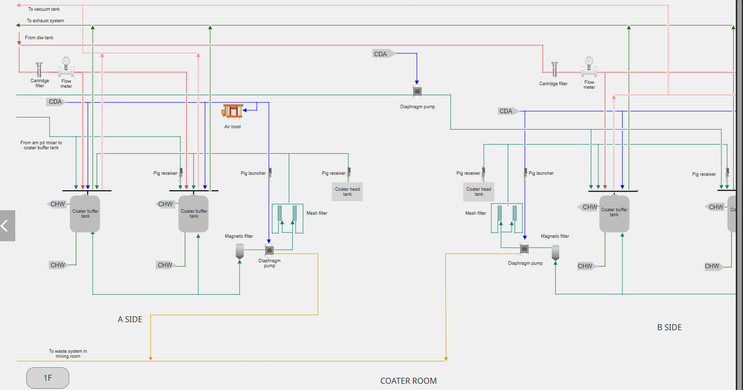 To vacuum tank
To exhaust system
From diw tank
CDA
Cartridge
filter
Flow
meter
Cartridge filter
Flow
meter
Diaphragm pump
CDA
CDA
Air hoist
From am pd mixer to
coater buffer tank
Pig receiver
Pig launcher
Pig receiver
Pig receiver
Pig launcher
Pig receiver
Coater head
tank
Coater head
tank
CHW
CHW
CHW
CHW
Coater buffer
tank
Coater buffer
tank
Mesh filter
Mesh filter
Coater buffer
tank
Magnetic filter
Magnetic filter
CHW
CHW
Diaphragm
pump
Diaphragm pump
CHW
CHW
A SIDE
B SIDE
To waste system in
mixing room
1F
COATER ROOM